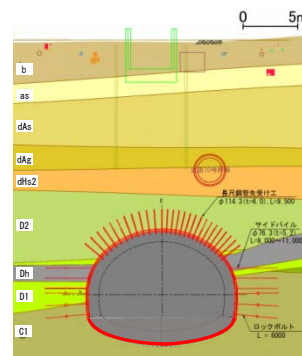 0 5m
b
as
dAs
dAg
dHs2
長尺鋼管先受け工
φ114.3(t=6.0)、L=9,500
D2
サイドパイル
φ76.3(t=5.2)
L=8,000~11,000
Dh
D1
C1
ロックボルト
L = 6000